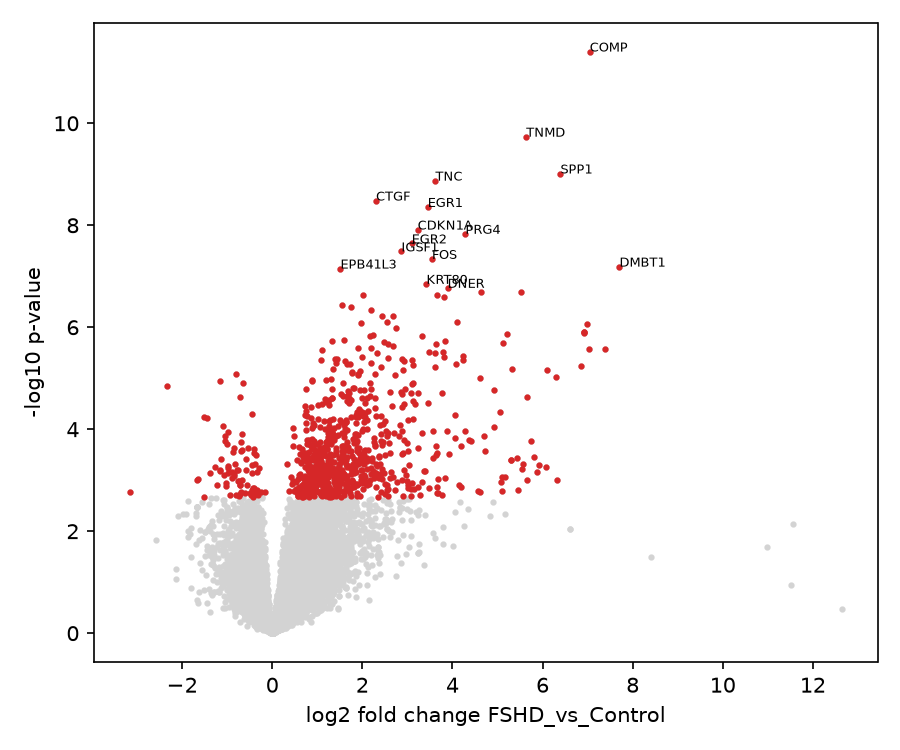 COMP
10
TNMD
SPP1
TNC
CTGF
EGR1
8
CDKN1A
PRG4
EGR2
IGSF1
FOS
EPB41L3
DMBT1
KRT80
DNER
6
4
2
0
−2 0 2 4 6 8 10 12
-log10 p-value
log2 fold change FSHD_vs_Control